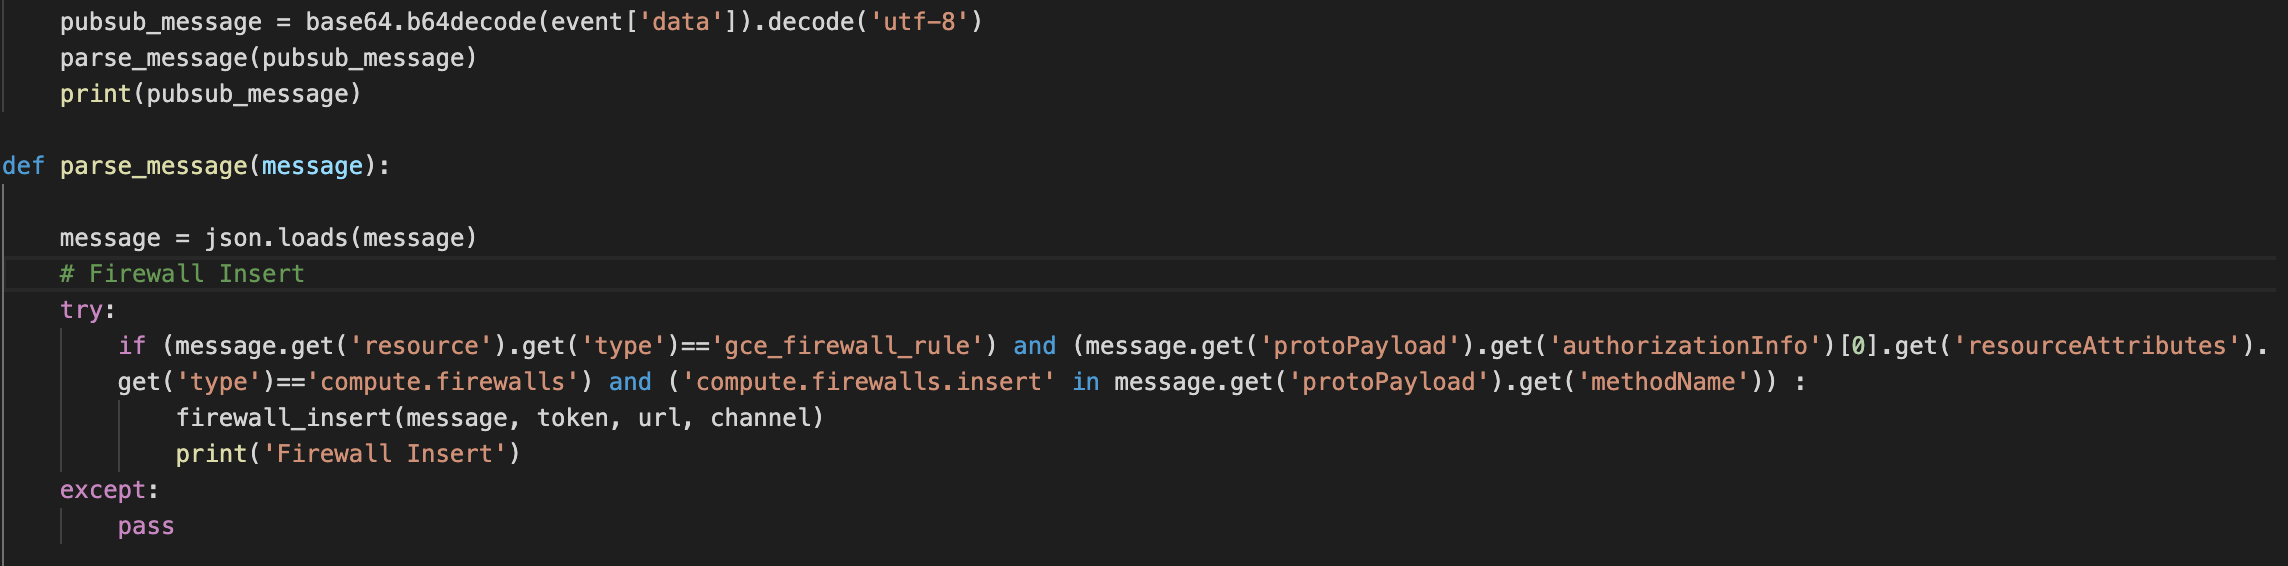 pubsub_message = base64.b64decode(event['data']).decode('utf-8')
parse_message(pubsub_message)
print(pubsub_message)
def parse_message(message):
message = json.loads(message)
# Firewall Insert
try:
if (message.get('resource').get('type')=='gce_firewall_rule') and (message.get('protoPayload').get('authorizationInfo')[0].get('resourceAttributes').
get('type')=='compute.firewalls') and ('compute.firewalls.insert' in message.get('protoPayload').get('methodName')) :
firewall_insert(message, token, url, channel)
print('Firewall Insert')
except:
pass